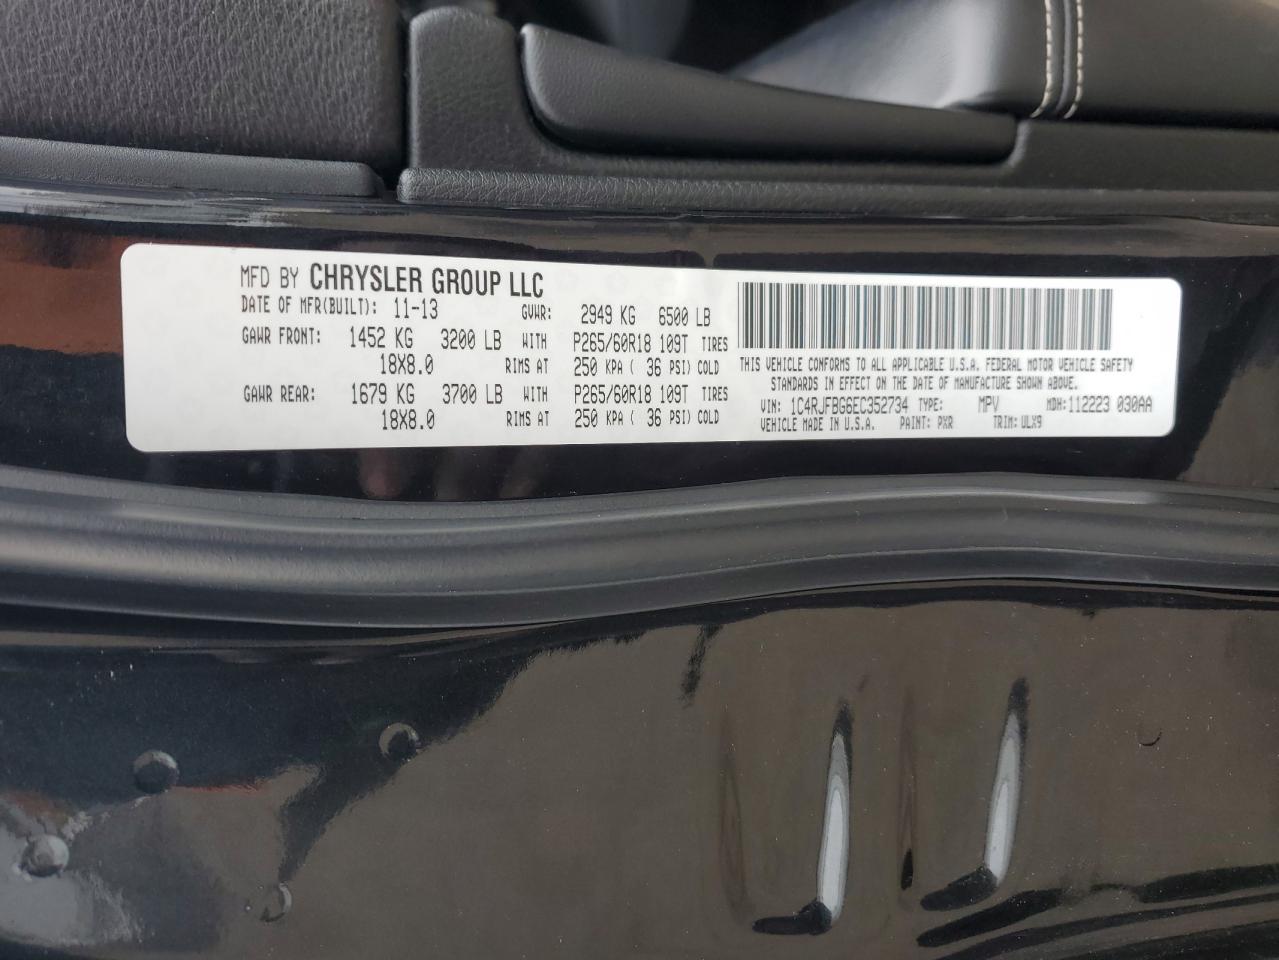 MFD BY CHRYSLER GROUP LLC
DATE OF MFR(BUILT): 11-13 GVWR: 2949 KG 6500 LB
GAWR FRONT: 1452 KG 3200 LB WITH P265/60R18 109T TIRES
18X8.0 RIMS AT 250 KPA ( 36 PSI) COLD
GAWR REAR: 1679 KG 3700 LB WITH P265/60R18 109T TIRES
18X8.0 RIMS AT 250 KPA ( 36 PSI) COLD
THIS VEHICLE CONFORMS TO ALL APPLICABLE U.S.A. FEDERAL MOTOR VEHICLE SAFETY
STANDARDS IN EFFECT ON THE DATE OF MANUFACTURE SHOWN ABOVE.
VIN: 1C4RJFBG6EC352734 TYPE: MPV MDH:112223 030AA
VEHICLE MADE IN U.S.A. PAINT: PXR TRIM: ULX9